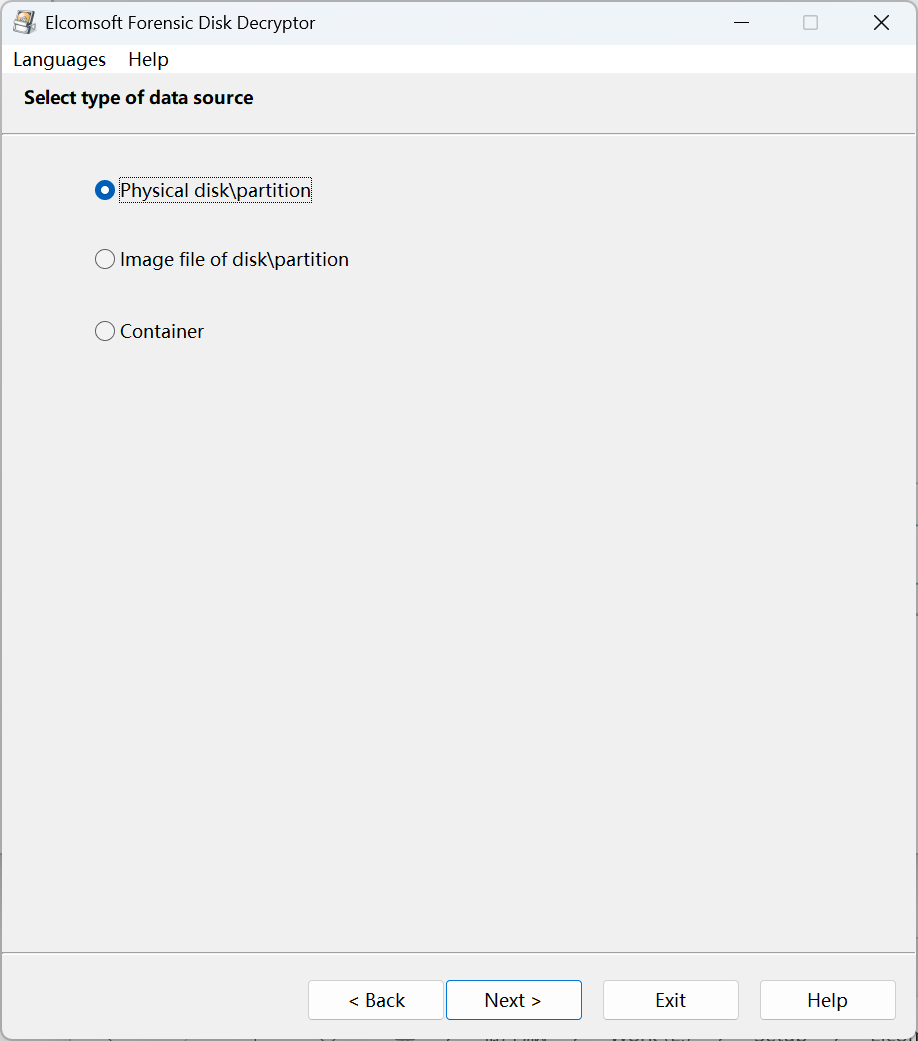 Elcomsoft Forensic Disk Decryptor
Languages Help
Select type of data source
Physical disk\partition
Image file of disk\partition
Container
< Back Next > Exit Help